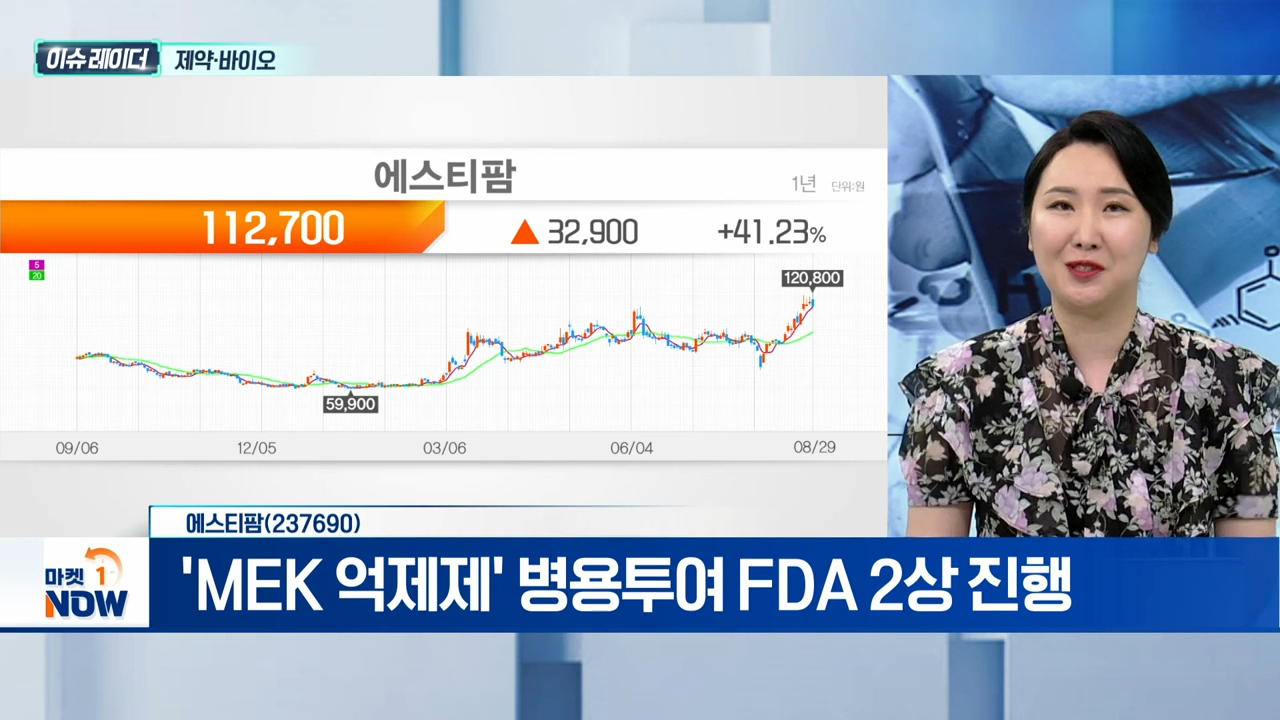 이슈 레이더 제약·바이오
에스티팜
1년 단위:원
112,700 ▲ 32,900 +41.23%
5
20
120,800
59,900
09/06 12/05 03/06 06/04 08/29
에스티팜(237690)
마켓 1
NOW
'MEK 억제제' 병용투여 FDA 2상 진행